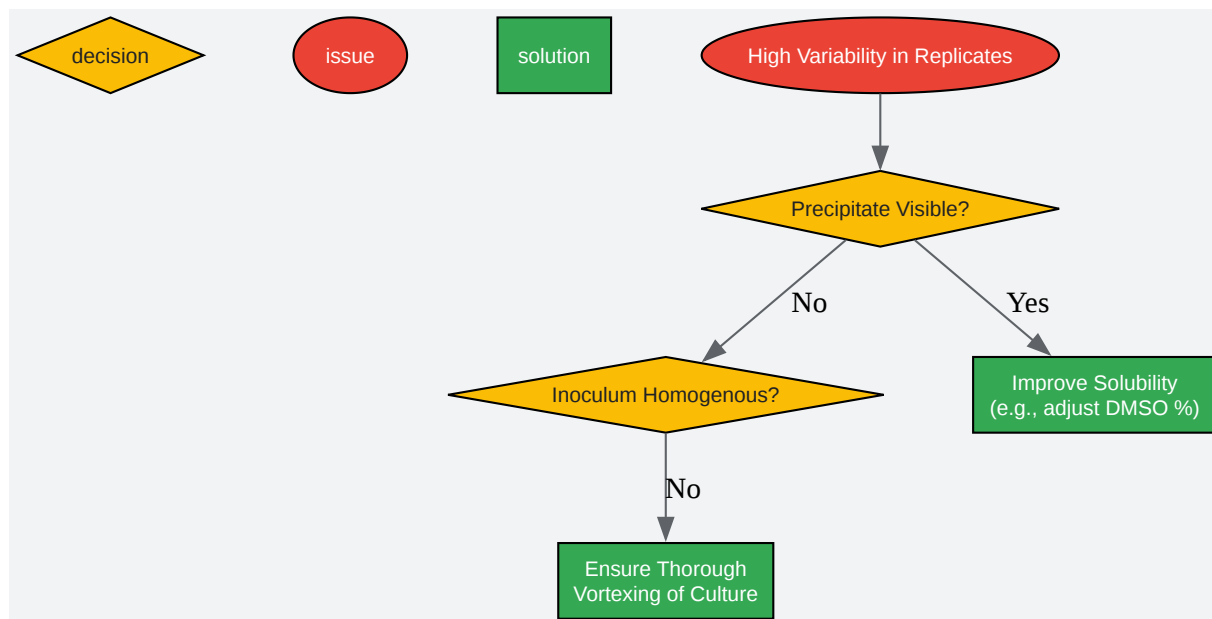 decision
issue
solution
High Variability in Replicates
Precipitate Visible?
No
Yes
Inoculum Homogenous?
Improve Solubility
(e.g., adjust DMSO %)
No
Ensure Thorough
Vortexing of Culture